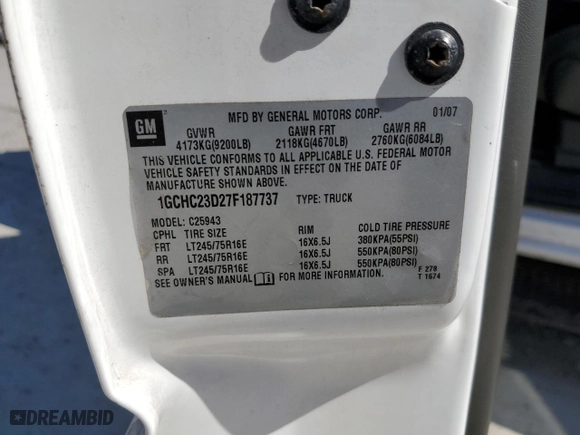 GM
MFD BY GENERAL MOTORS CORP. 01/07
GVWR GAWR FRT GAWR RR
4173KG(9200LB) 2118KG(4670LB) 2760KG(6084LB)
THIS VEHICLE CONFORMS TO ALL APPLICABLE U.S. FEDERAL MOTOR
VEHICLE SAFETY STANDARDS IN EFFECT ON THE DATE OF
MANUFACTURE SHOWN ABOVE.
1GCHC23D27F187737 TYPE: TRUCK
MODEL: C25943
CPHL TIRE SIZE RIM COLD TIRE PRESSURE
FRT LT245/75R16E 16X6.5J 380KPA(55PSI)
RR LT245/75R16E 16X6.5J 550KPA(80PSI)
SPA LT245/75R16E 16X6.5J 550KPA(80PSI)
SEE OWNER'S MANUAL FOR MORE INFORMATION. F 278
T 1674
DREAMBID